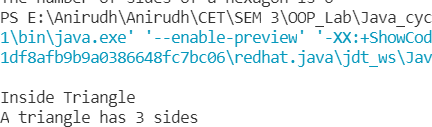 The number of sides of a hexagon is 6
PS E:\Anirudh\Anirudh\CET\SEM 3\OOP_Lab\Java_cyc
1\bin\java.exe' '--enable-preview' '-XX:+ShowCod
1df8afb9b9a0386648fc7bc06\redhat.java\jdt_ws\Jav
Inside Triangle
A triangle has 3 sides